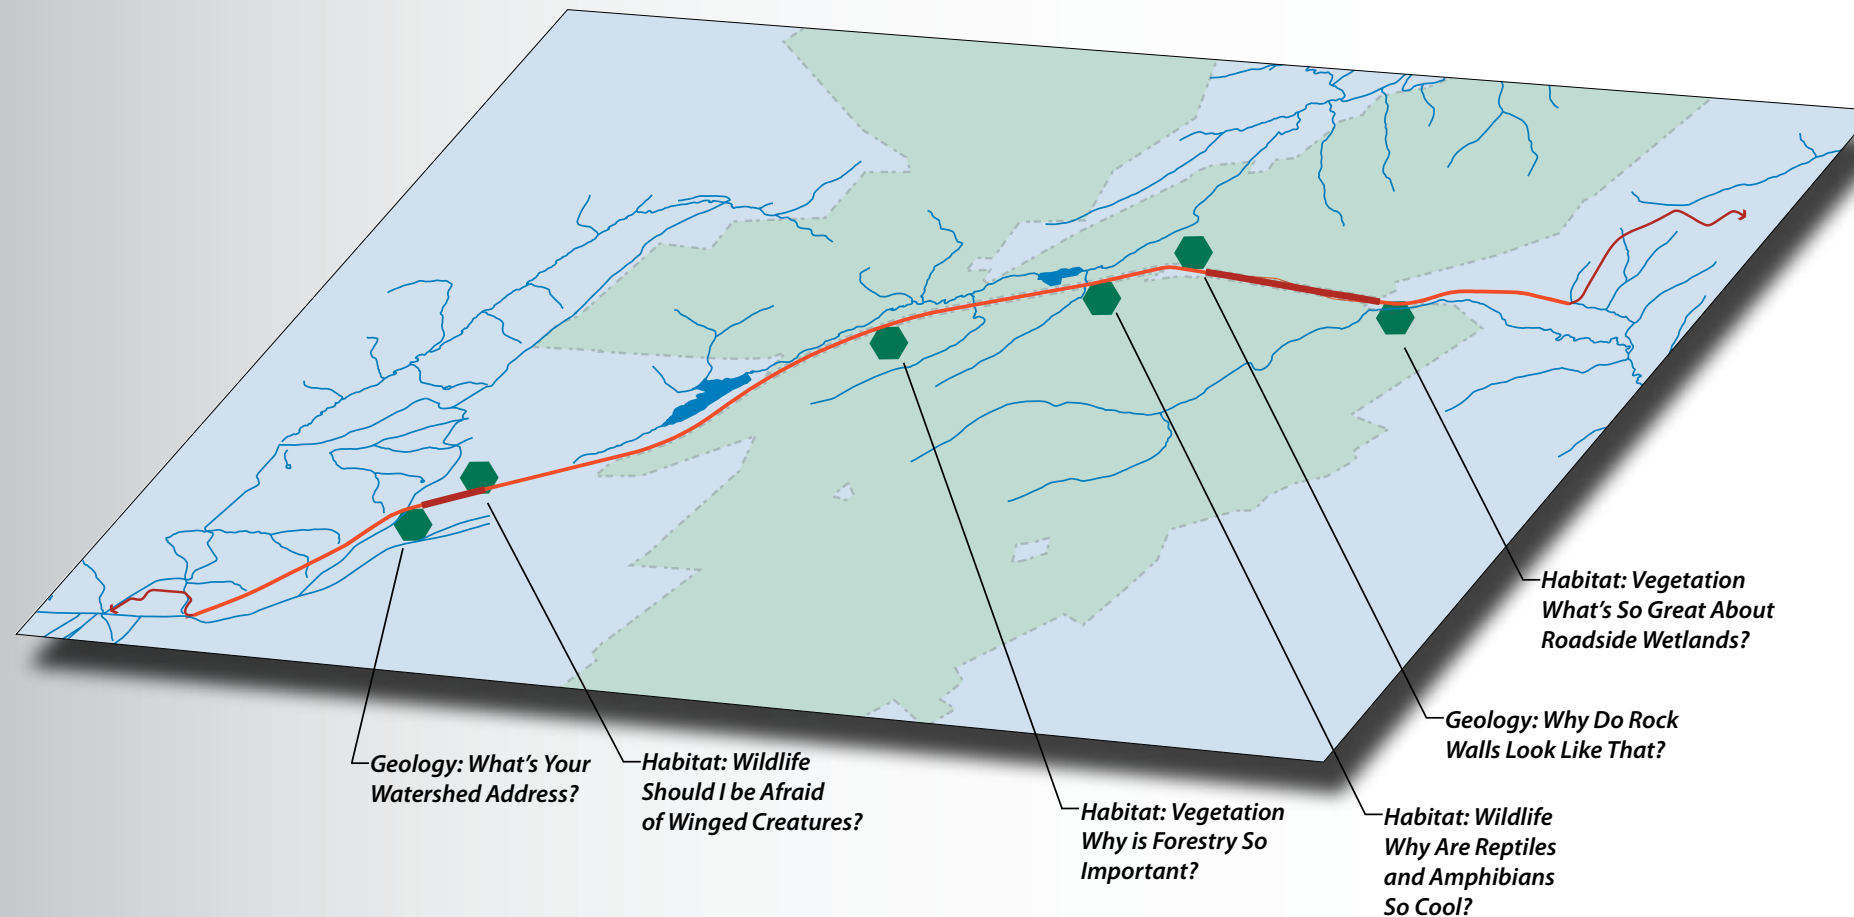 Geology: What's Your
Watershed Address?
Habitat: Wildlife
Should I be Afraid
of Winged Creatures?
Habitat: Vegetation
Why is Forestry So
Important?
Habitat: Wildlife
Why Are Reptiles
and Amphibians
So Cool?
Geology: Why Do Rock
Walls Look Like That?
Habitat: Vegetation
What's So Great About
Roadside Wetlands?